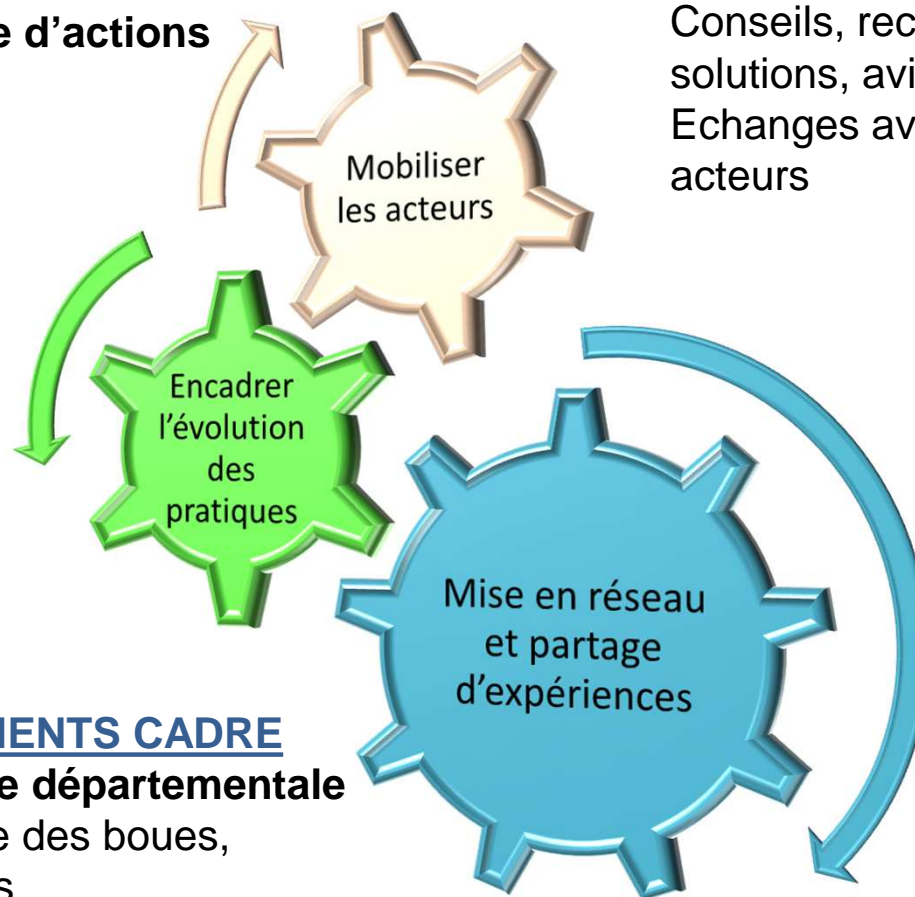 e d'actions
Conseils, rec
solutions, avi
Echanges av
acteurs
Mobiliser
les acteurs
Encadrer
l'évolution
des
pratiques
Mise en réseau
et partage
d'expériences
MENTS CADRE
e départementale
e des boues,
s